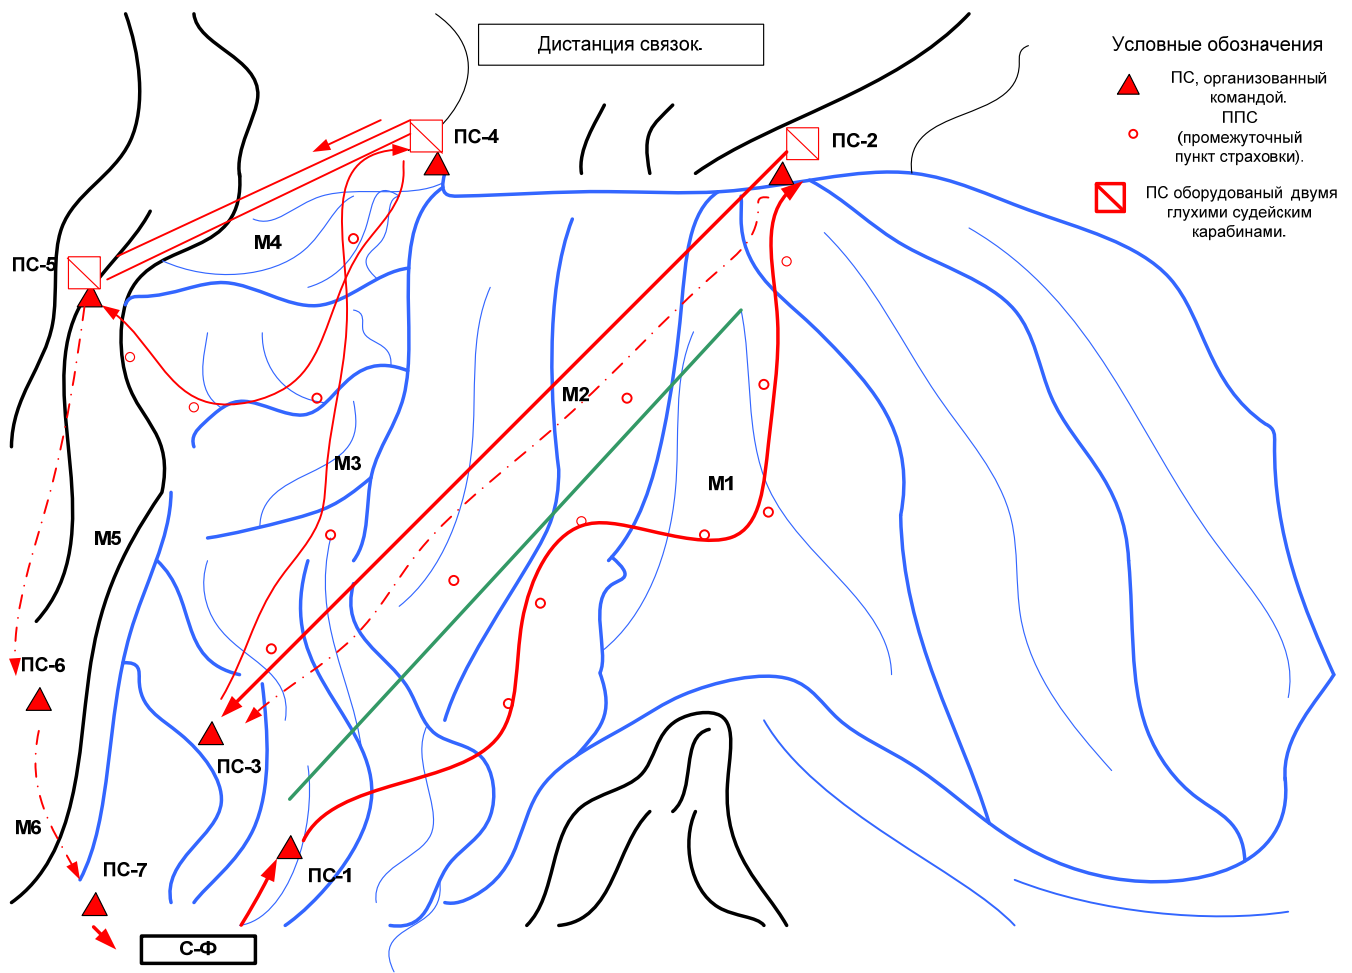 Дистанция связок.
Условные обозначения
ПС, организованный
командой.
ППС
(промежуточный
пункт страховки).
ПС оборудованый двумя
глухими судейским
карабинами.
ПС-4
ПС-2
М4
ПС-5
М2
М3
М1
М5
ПС-6
ПС-3
М6
ПС-7
ПС-1
С-Ф